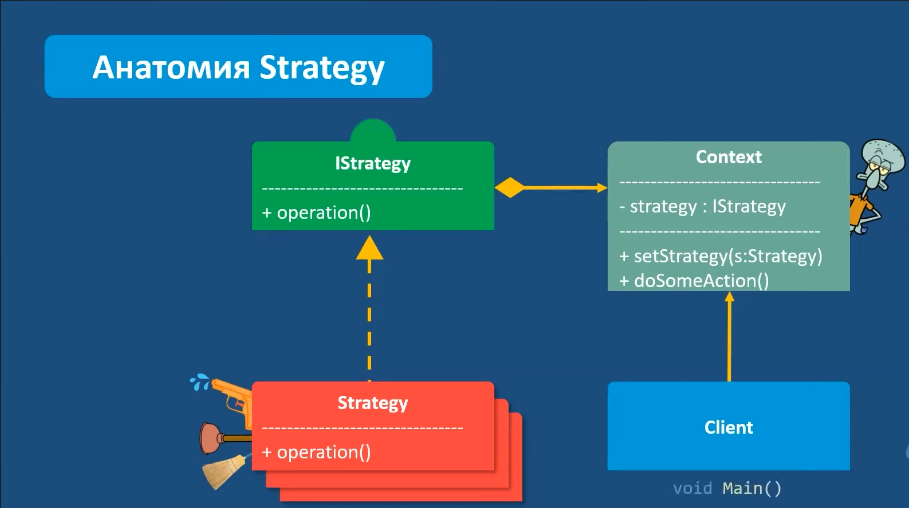 Анатомия Strategy
IStrategy
+ operation()
Context
- strategy : IStrategy
+ setStrategy(s:Strategy)
+ doSomeAction()
Strategy
+ operation()
Client
void Main()